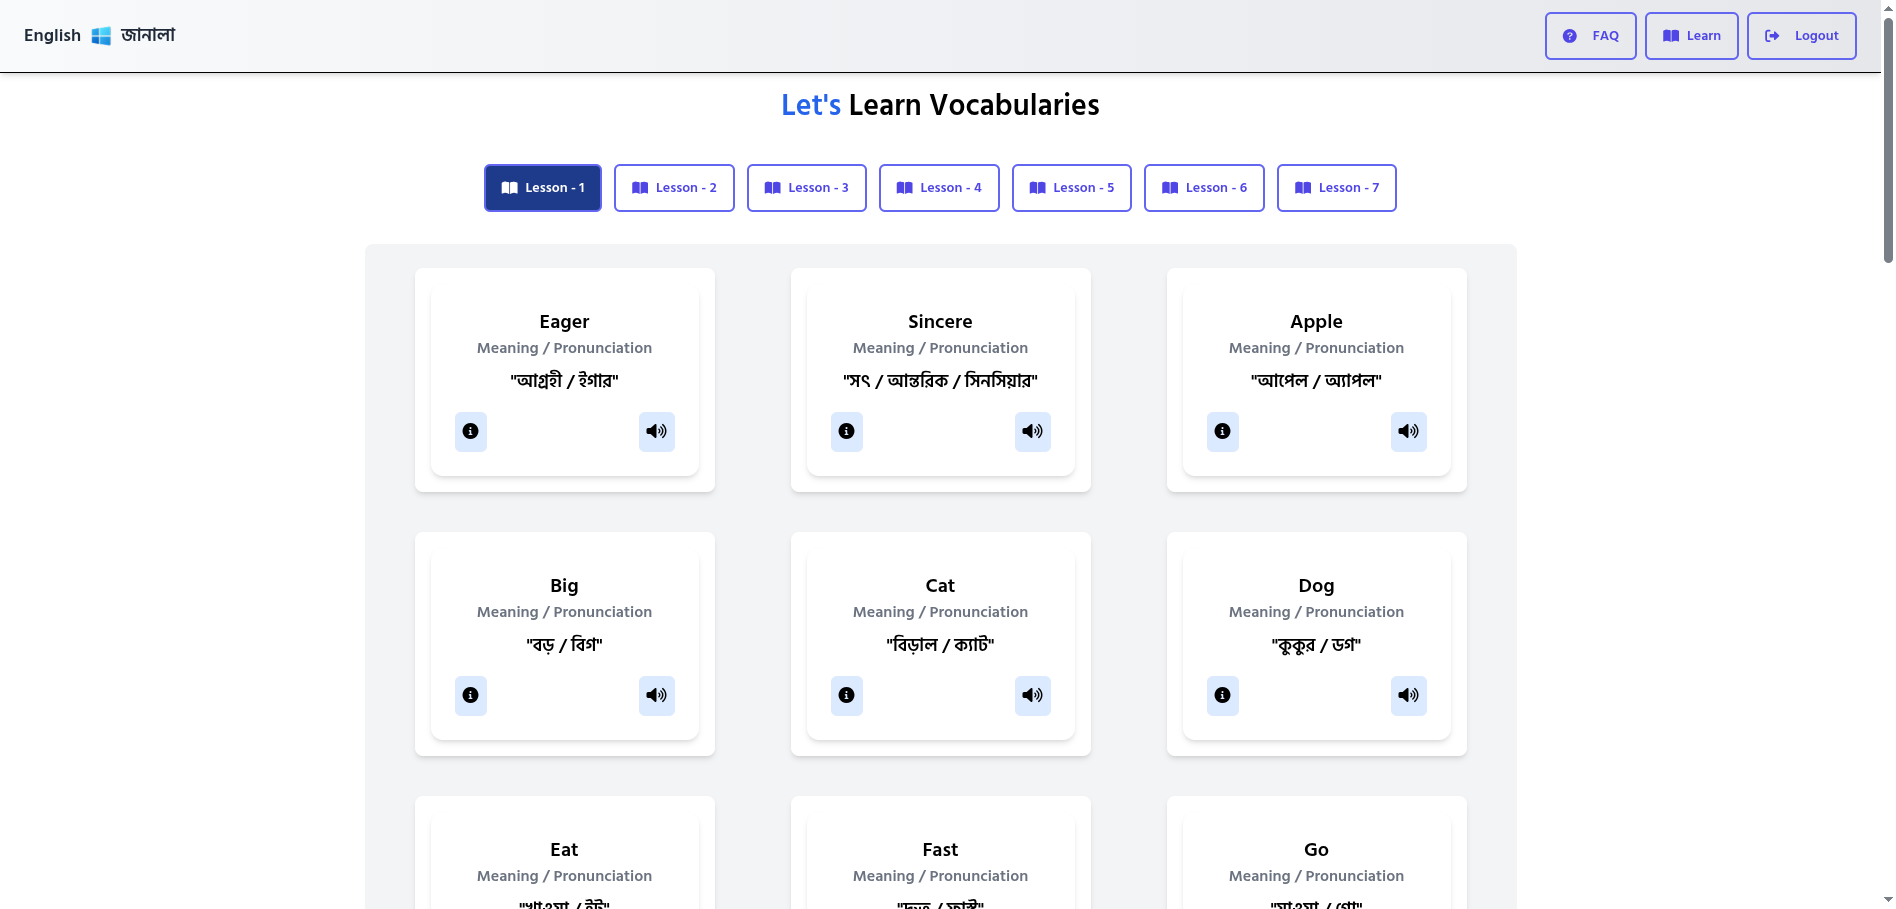 English জানালা
FAQ
Learn
Logout
Let's Learn Vocabularies
Lesson - 1
Lesson - 2
Lesson - 3
Lesson - 4
Lesson - 5
Lesson - 6
Lesson - 7
Eager
Meaning / Pronunciation
"আগ্রহী / ইগার"
Sincere
Meaning / Pronunciation
"সৎ / আন্তরিক / সিনসিয়ার"
Apple
Meaning / Pronunciation
"আপেল / অ্যাপল"
Big
Meaning / Pronunciation
"বড় / বিগ"
Cat
Meaning / Pronunciation
"বিড়াল / ক্যাট"
Dog
Meaning / Pronunciation
"কুকুর / ডগ"
Eat
Meaning / Pronunciation
Fast
Meaning / Pronunciation
Go
Meaning / Pronunciation